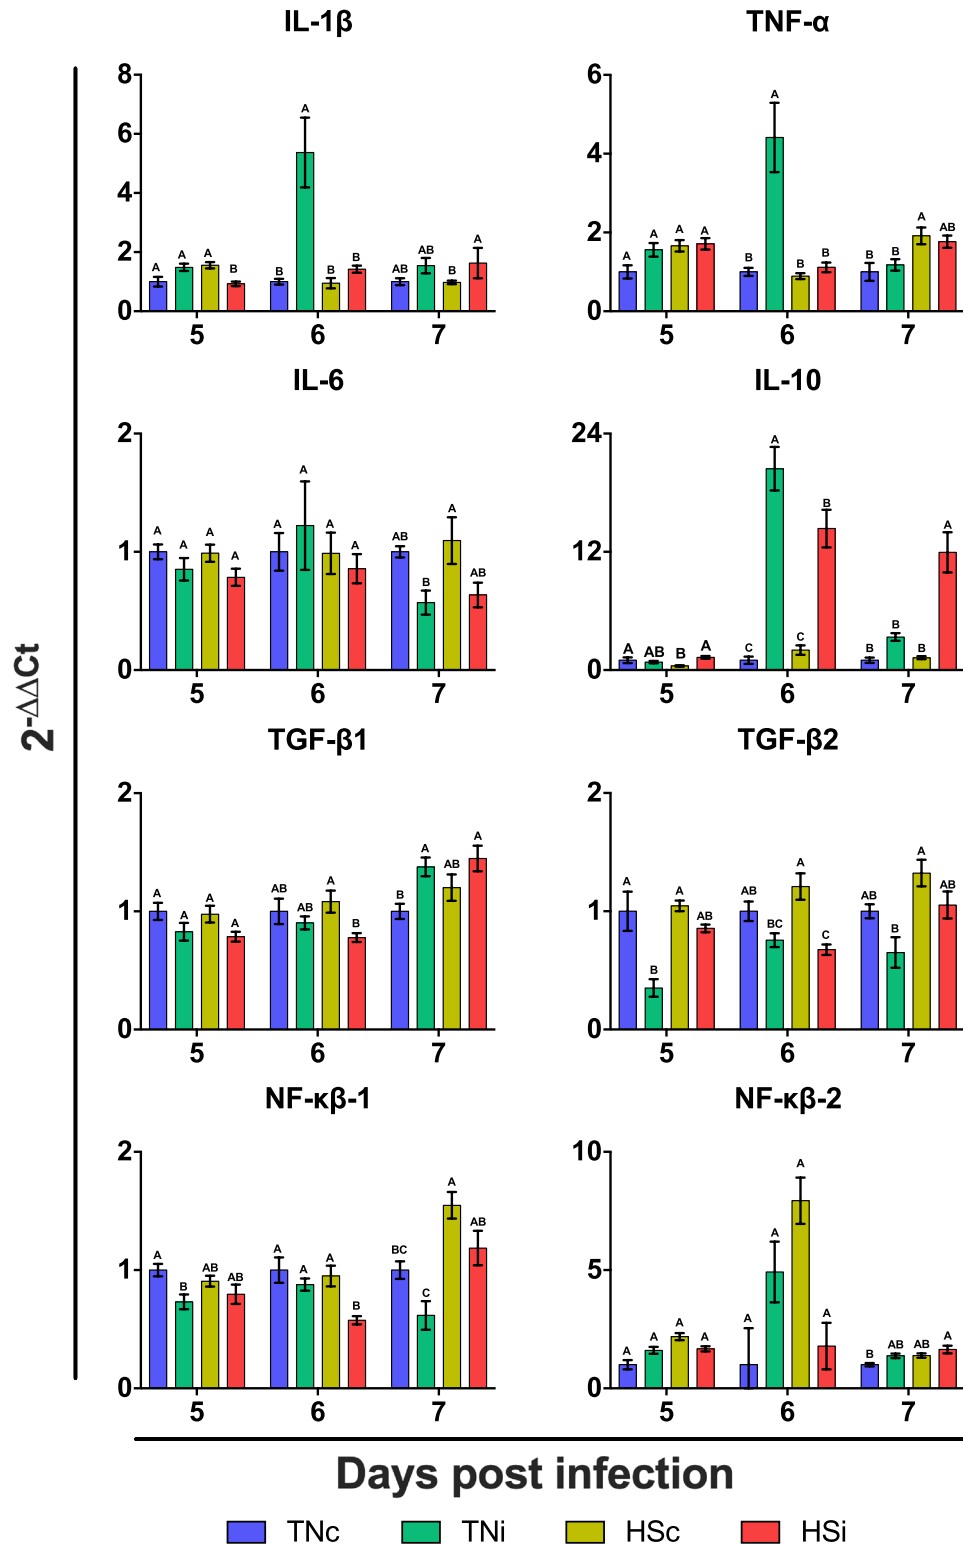 IL-1β
TNF-α
8
6
4
2
0
A A A B
B A B B
AB AB B A
5 6 7
6
4
2
0
A A A A
B A B B
B B A AB
5 6 7
IL-6
IL-10
2
1
0
A A A A
A A A A
AB B A AB
5 6 7
24
12
0
A AB B A
C A C B
B B B A
5 6 7
2-ΔΔCt
TGF-β1
TGF-β2
2
1
0
A A A A
AB AB A B
B A AB A
5 6 7
2
1
0
A B A AB
AB BC A C
AB B A AB
5 6 7
NF-κβ-1
NF-κβ-2
2
1
0
A B AB AB
A A A B
BC C A AB
5 6 7
10
5
0
A A A A
A A A A
B AB AB A
5 6 7
Days post infection
TNc TNi HSc HSi